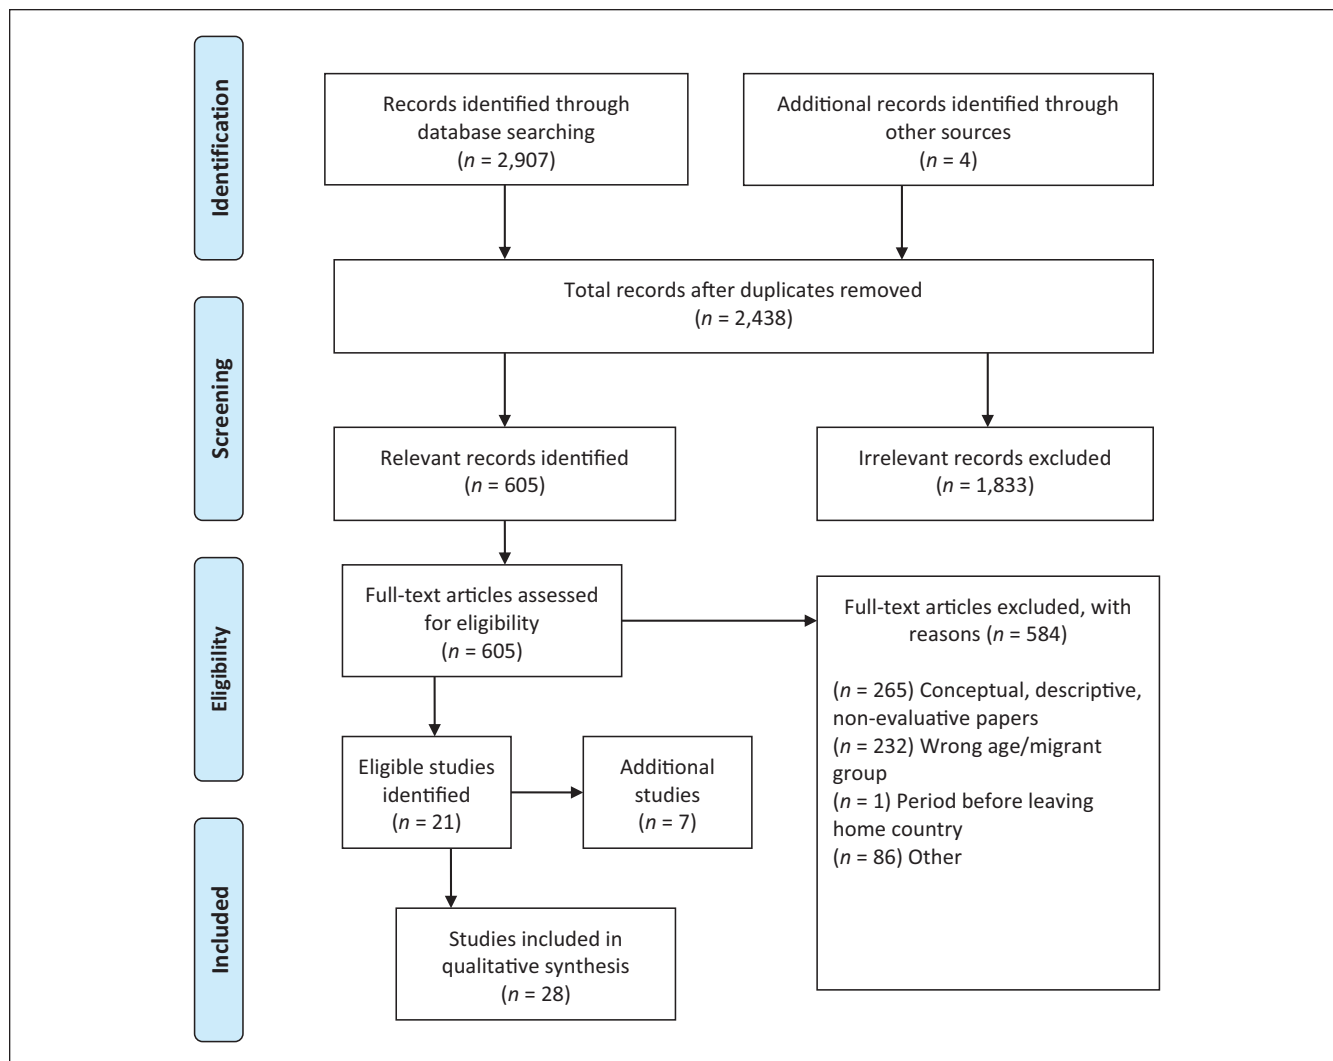 Identification
Records identified through
database searching
(n = 2,907)
Additional records identified through
other sources
(n = 4)
Total records after duplicates removed
(n = 2,438)
Screening
Relevant records identified
(n = 605)
Irrelevant records excluded
(n = 1,833)
Eligibility
Full-text articles assessed
for eligibility
(n = 605)
Full-text articles excluded, with
reasons (n = 584)
(n = 265) Conceptual, descriptive,
non-evaluative papers
(n = 232) Wrong age/migrant
group
(n = 1) Period before leaving
home country
(n = 86) Other
Eligible studies
identified
(n = 21)
Additional
studies
(n = 7)
Included
Studies included in
qualitative synthesis
(n = 28)